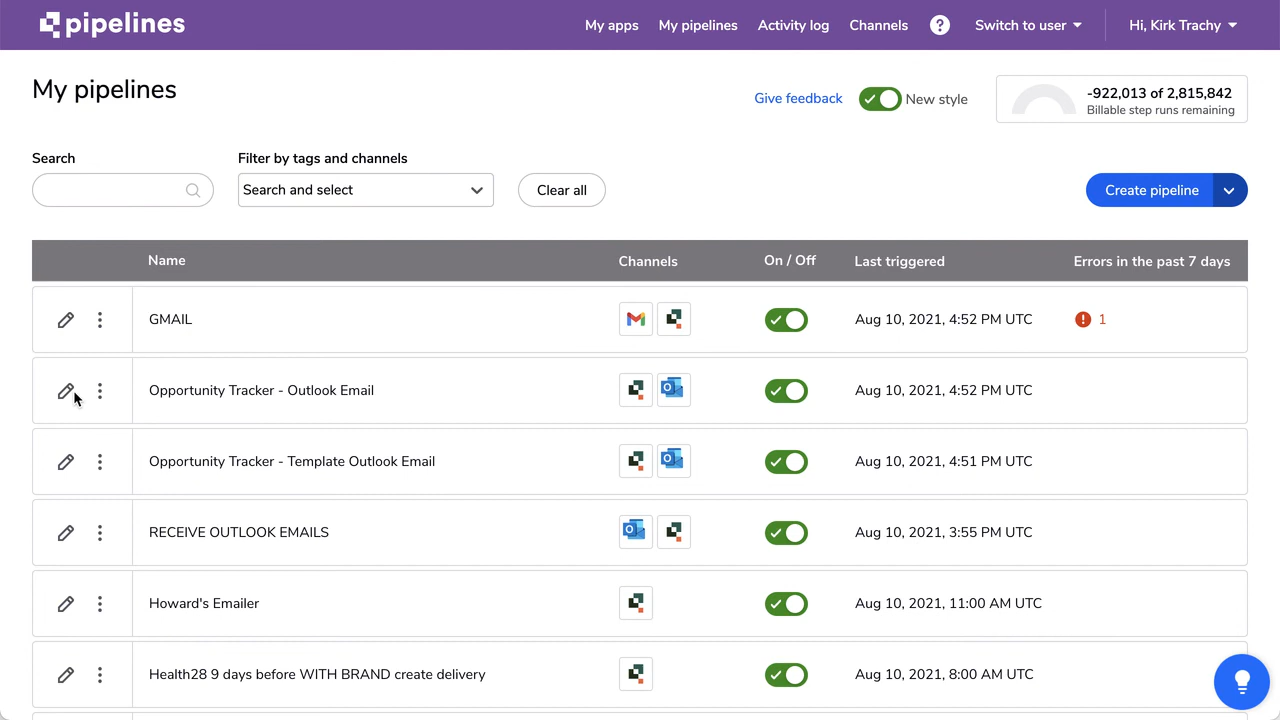 pipelines
My apps My pipelines Activity log Channels ? Switch to user Hi, Kirk Trachy
My pipelines
Give feedback New style
-922,013 of 2,815,842
Billable step runs remaining
Search Filter by tags and channels
Search and select Clear all Create pipeline
Name Channels On / Off Last triggered Errors in the past 7 days
GMAIL Aug 10, 2021, 4:52 PM UTC 1
Opportunity Tracker - Outlook Email Aug 10, 2021, 4:52 PM UTC
Opportunity Tracker - Template Outlook Email Aug 10, 2021, 4:51 PM UTC
RECEIVE OUTLOOK EMAILS Aug 10, 2021, 3:55 PM UTC
Howard's Emailer Aug 10, 2021, 11:00 AM UTC
Health28 9 days before WITH BRAND create delivery Aug 10, 2021, 8:00 AM UTC